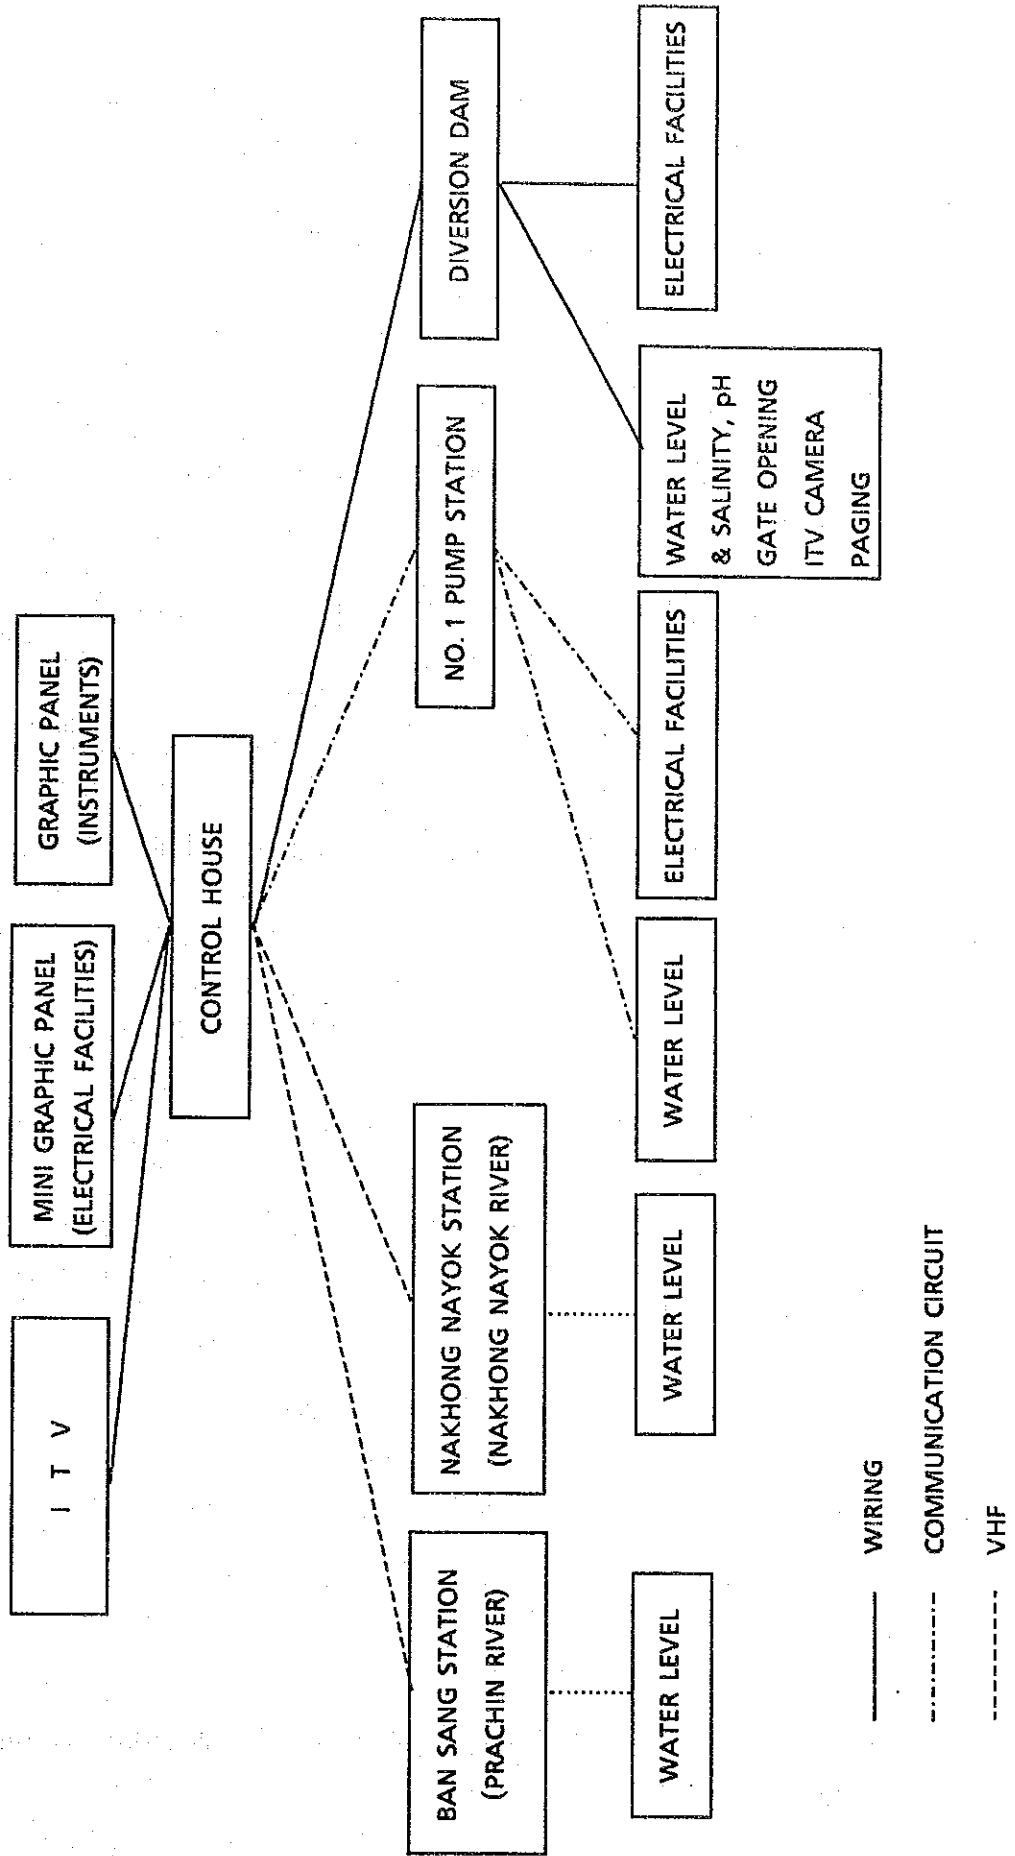 I T V
MINI GRAPHIC PANEL
(ELECTRICAL FACILITIES)
GRAPHIC PANEL
(INSTRUMENTS)
CONTROL HOUSE
BAN SANG STATION
(PRACHIN RIVER)
NAKHONG NAYOK STATION
(NAKHONG NAYOK RIVER)
NO. 1 PUMP STATION
DIVERSION DAM
WATER LEVEL
WATER LEVEL
WATER LEVEL
ELECTRICAL FACILITIES
WATER LEVEL
& SALINITY, pH
GATE OPENING
ITV CAMERA
PAGING
ELECTRICAL FACILITIES
WIRING
COMMUNICATION CIRCUIT
VHF